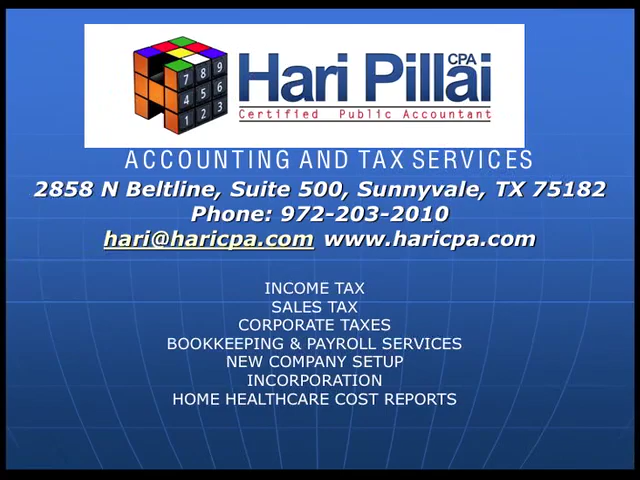 7 8 9
4 5 6
1 2 3
Hari Pillai CPA
Certified Public Accountant
ACCOUNTING AND TAX SERVICES
2858 N Beltline, Suite 500, Sunnyvale, TX 75182
Phone: 972-203-2010
hari@haricpa.com www.haricpa.com
INCOME TAX
SALES TAX
CORPORATE TAXES
BOOKKEEPING & PAYROLL SERVICES
NEW COMPANY SETUP
INCORPORATION
HOME HEALTHCARE COST REPORTS